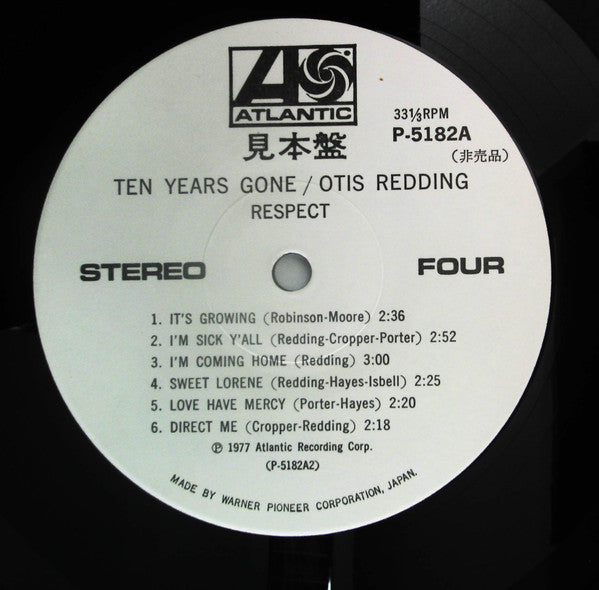 ATLANTIC
見本盤
33⅓RPM
P-5182A
(非売品)
TEN YEARS GONE / OTIS REDDING
RESPECT
STEREO
FOUR
1. IT'S GROWING (Robinson-Moore) 2:36
2. I'M SICK Y'ALL (Redding-Cropper-Porter) 2:52
3. I'M COMING HOME (Redding) 3:00
4. SWEET LORENE (Redding-Hayes-Isbell) 2:25
5. LOVE HAVE MERCY (Porter-Hayes) 2:20
6. DIRECT ME (Cropper-Redding) 2:18
℗ 1977 Atlantic Recording Corp.
(P-5182A2)
MADE BY WARNER PIONEER CORPORATION, JAPAN.